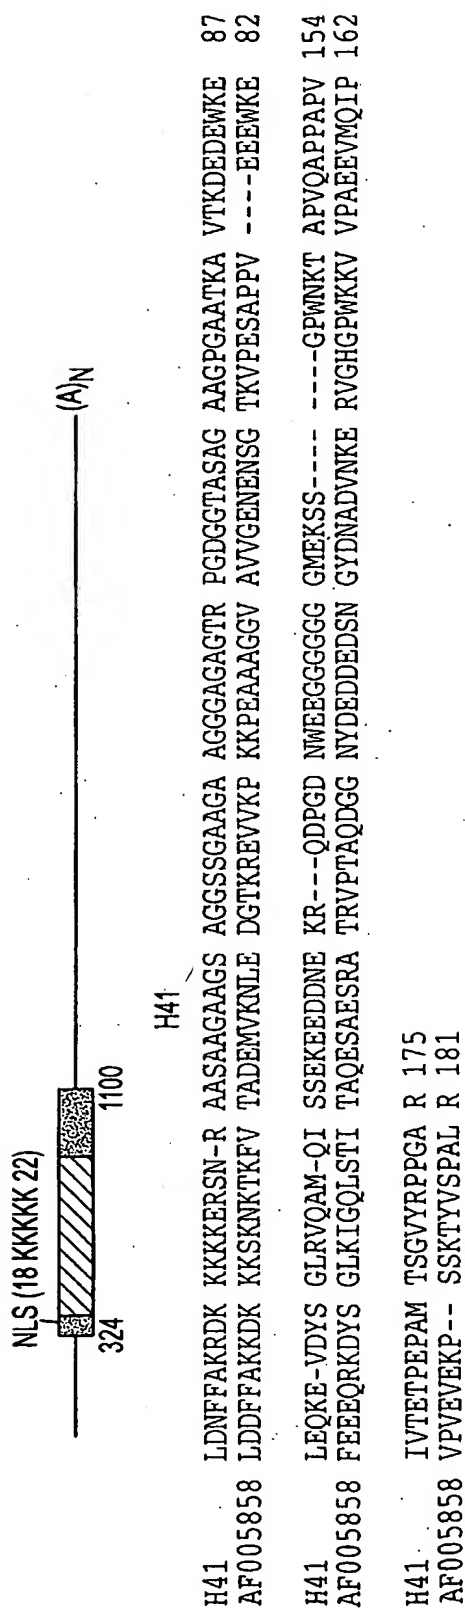 NLS (18 KKKKK 22)
324
1100
(A)N
H41
H41 LDNFFAKRDK KKKKERSN-R AASAAGAAGS AGGSSGAAGA AGGGAGAGTR PGDGGTASAG AAGPGAATKA VTKDEDEWKE 87
AF005858 LDDFFAKKDK KKSKNKTKFV TADEMVKNLE DGTKREVVKP KKPEAAAGGV AVVGENENSG TKVPESAPPV ----EEEWKE 82
H41 LEQKE-VDYS GLRVQAM-QI SSEKEEDDNE KR---QDPGD NWEEGGGGGG GMEKSS---- ----GPWNKT APVQAPPAPV 154
AF005858 FEEEQRKDYS GLKIGQLSTI TAQESAESRA TRVPTAQDGG NYDEDDEDSN GYDNADVNKE RVGHGPWKKV VPAEEVMQIP 162
H41 IVTETPEPAM TSGVYRPPGA R 175
AF005858 VPVEVEKP-- SSKTYVSPAL R 181